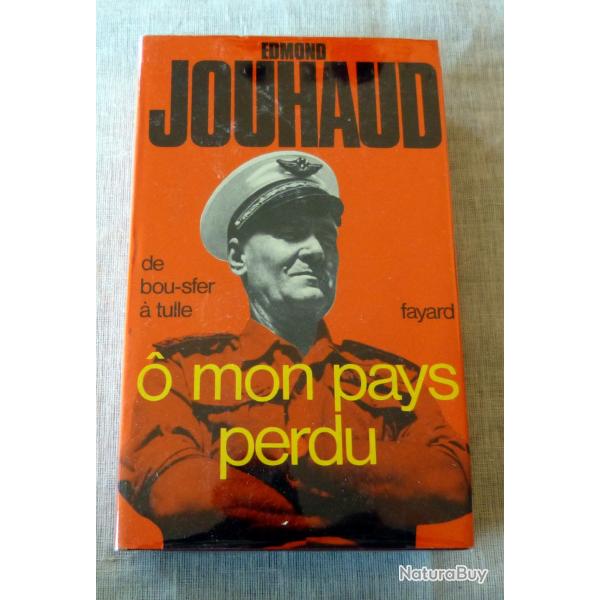 EDMOND
JOUHAUD
de
bou-sfer
à tulle
fayard
ô mon pays
perdu
NaturaBuy